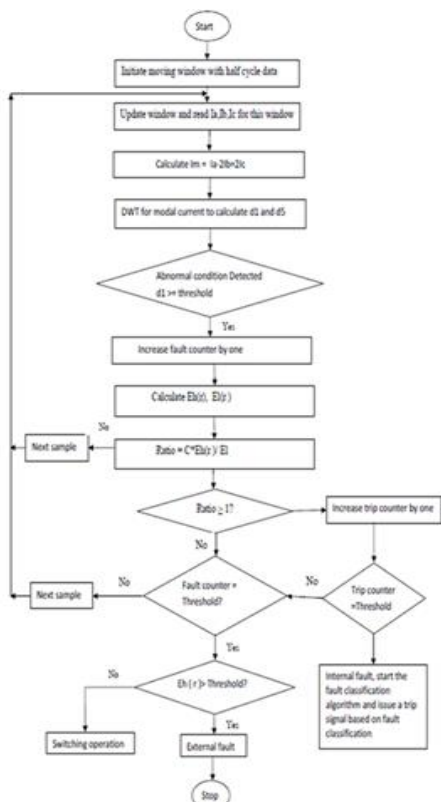 Start
Initiate moving window with half cycle data
Update window and read Ia,Ib,Ic for this window
Calculate Im = Ia-2Ib+2Ic
DWT for modal current to calculate d1 and d5
Abnormal condition Detected
d1 >= threshold
Yes
Increase fault counter by one
Calculate Eh(r), El(r )
No
Next sample
Ratio = C*Eh(r )/ El
Ratio ≥ 1?
Increase trip counter by one
No
Next sample
No
Fault counter =
Threshold?
No
Trip counter
=Threshold
Yes
No
Eh ( r )> Threshold?
Internal fault, start the
fault classification
algorithm and issue a trip
signal based on fault
classification
Yes
Switching operation
External fault
Stop